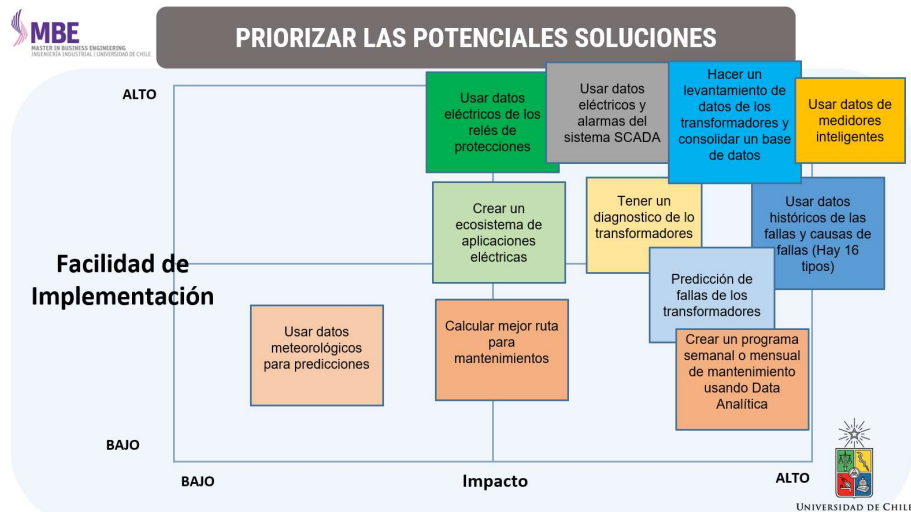 MBE
MASTER IN BUSINESS ENGINEERING
INGENIERÍA INDUSTRIAL | UNIVERSIDAD DE CHILE
PRIORIZAR LAS POTENCIALES SOLUCIONES
ALTO
Usar datos
eléctricos de los
relés de
protecciones
Usar datos
eléctricos y
alarmas del
sistema SCADA
Hacer un
levantamiento de
datos de los
transformadores y
consolidar un base
de datos
Usar datos de
medidores
inteligentes
Crear un
ecosistema de
aplicaciones
eléctricas
Tener un
diagnostico de lo
transformadores
Usar datos
históricos de las
fallas y causas de
fallas (Hay 16
tipos)
Facilidad de
Implementación
Predicción de
fallas de los
transformadores
Usar datos
meteorológicos
para predicciones
Calcular mejor ruta
para
mantenimientos
Crear un programa
semanal o mensual
de mantenimiento
usando Data
Analítica
BAJO
BAJO
Impacto
ALTO
UNIVERSIDAD DE CHILE